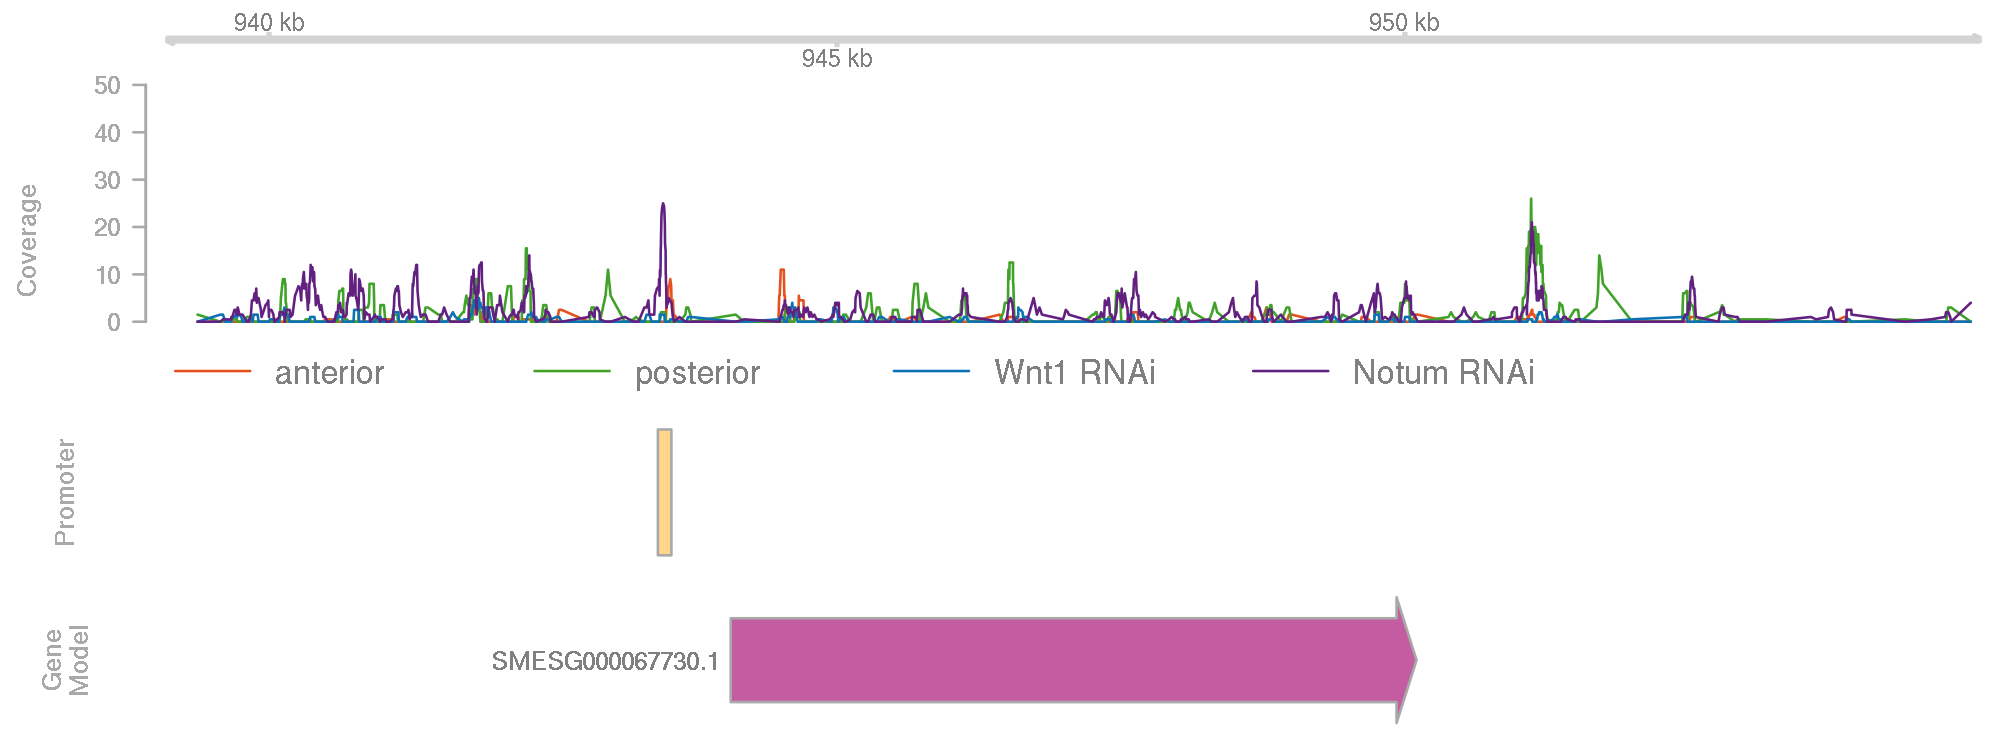 940 kb
950 kb
945 kb
50
40
30
20
10
0
Coverage
anterior posterior Wnt1 RNAi Notum RNAi
Promoter
SMESG000067730.1
Gene
Model